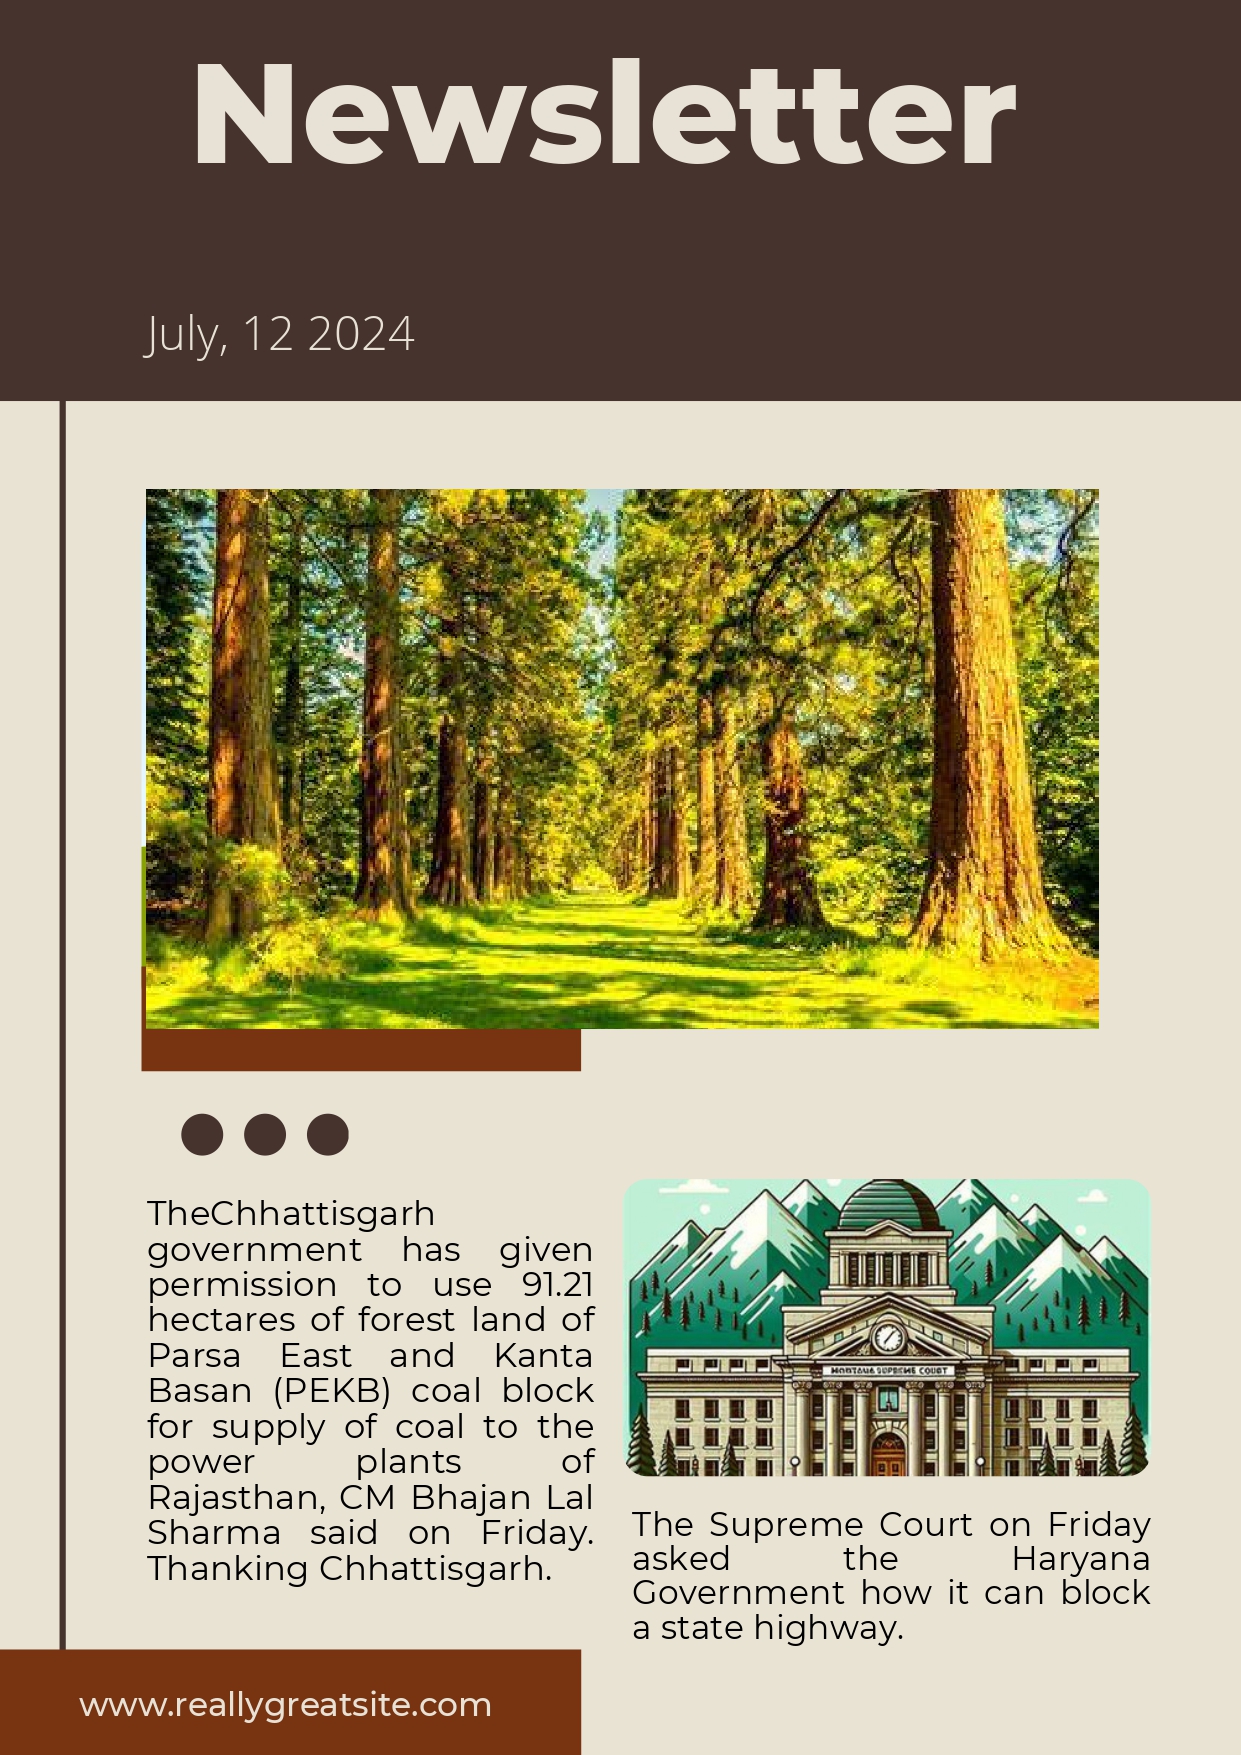 Newsletter
July, 12 2024
TheChhattisgarh
government has given
permission to use 91.21
hectares of forest land of
Parsa East and Kanta
Basan (PEKB) coal block
for supply of coal to the
power plants of
Rajasthan, CM Bhajan Lal
Sharma said on Friday.
Thanking Chhattisgarh.
MONTANA SUPREME COURT
The Supreme Court on Friday
asked the Haryana
Government how it can block
a state highway.
www.reallygreatsite.com